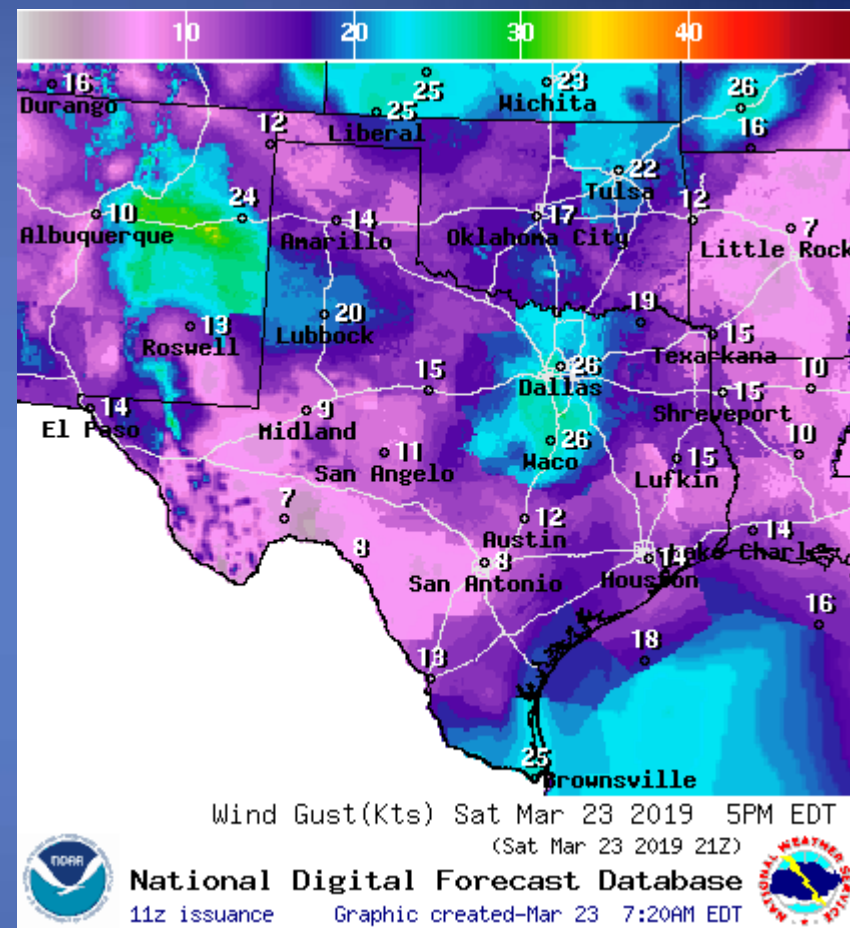 10 20 30 40
16 25 23 26
Durango 25 Wichita
12 Liberal 16
22
24 Tulsa
10 14 17 12 7
Albuquerque Amarillo Oklahoma City Little Rock
13 20 19
Roswell Lubbock 15
26 Texarkana
15 Dallas 15 10
14 9 Shreveport
El Paso Midland 26
11 Waco 15 10
San Angelo Lufkin
7 12 14
Austin Lake Charles
8 8 14
San Antonio Houston
16
18
13
25
Brownsville
Wind Gust(Kts) Sat Mar 23 2019 5PM EDT
(Sat Mar 23 2019 21Z)
National Digital Forecast Database
11z issuance Graphic created-Mar 23 7:20AM EDT
NOAA
NATIONAL WEATHER SERVICE